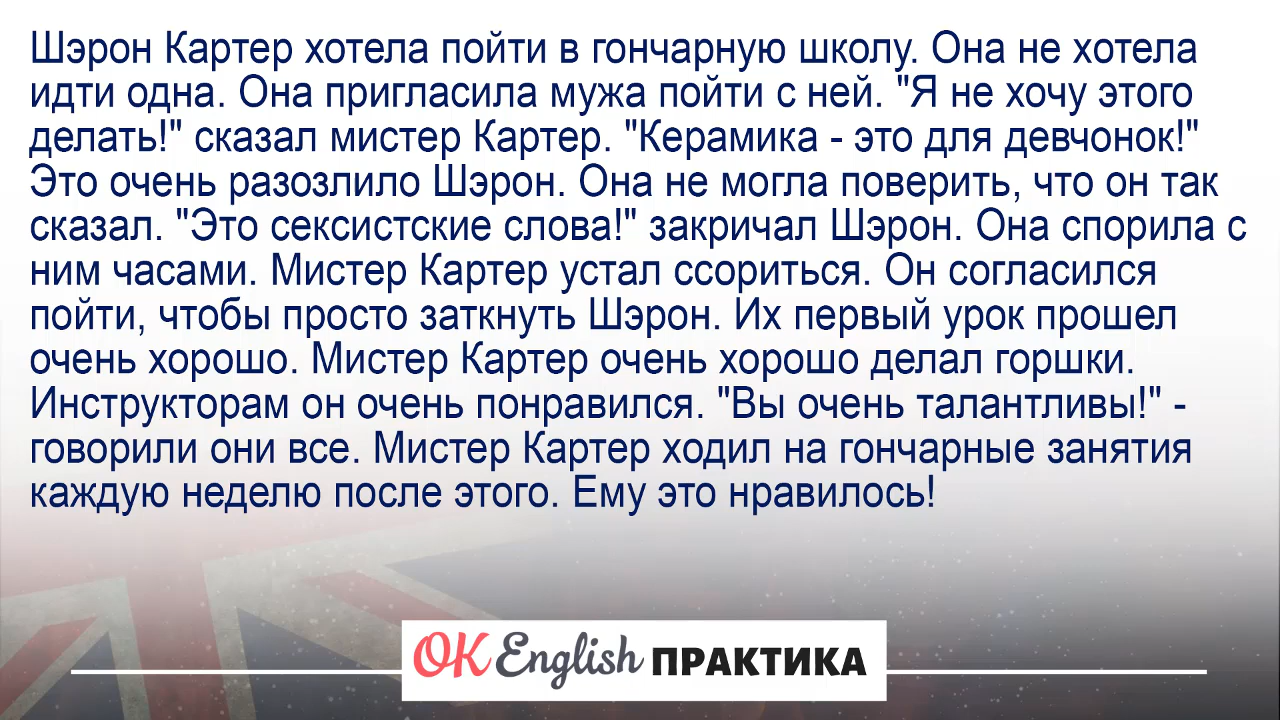 Шэрон Картер хотела пойти в гончарную школу. Она не хотела
идти одна. Она пригласила мужа пойти с ней. "Я не хочу этого
делать!" сказал мистер Картер. "Керамика - это для девчонок!"
Это очень разозлило Шэрон. Она не могла поверить, что он так
сказал. "Это сексистские слова!" закричал Шэрон. Она спорила с
ним часами. Мистер Картер устал ссориться. Он согласился
пойти, чтобы просто заткнуть Шэрон. Их первый урок прошел
очень хорошо. Мистер Картер очень хорошо делал горшки.
Инструкторам он очень понравился. "Вы очень талантливы!" -
говорили они все. Мистер Картер ходил на гончарные занятия
каждую неделю после этого. Ему это нравилось!
OK English ПРАКТИКА